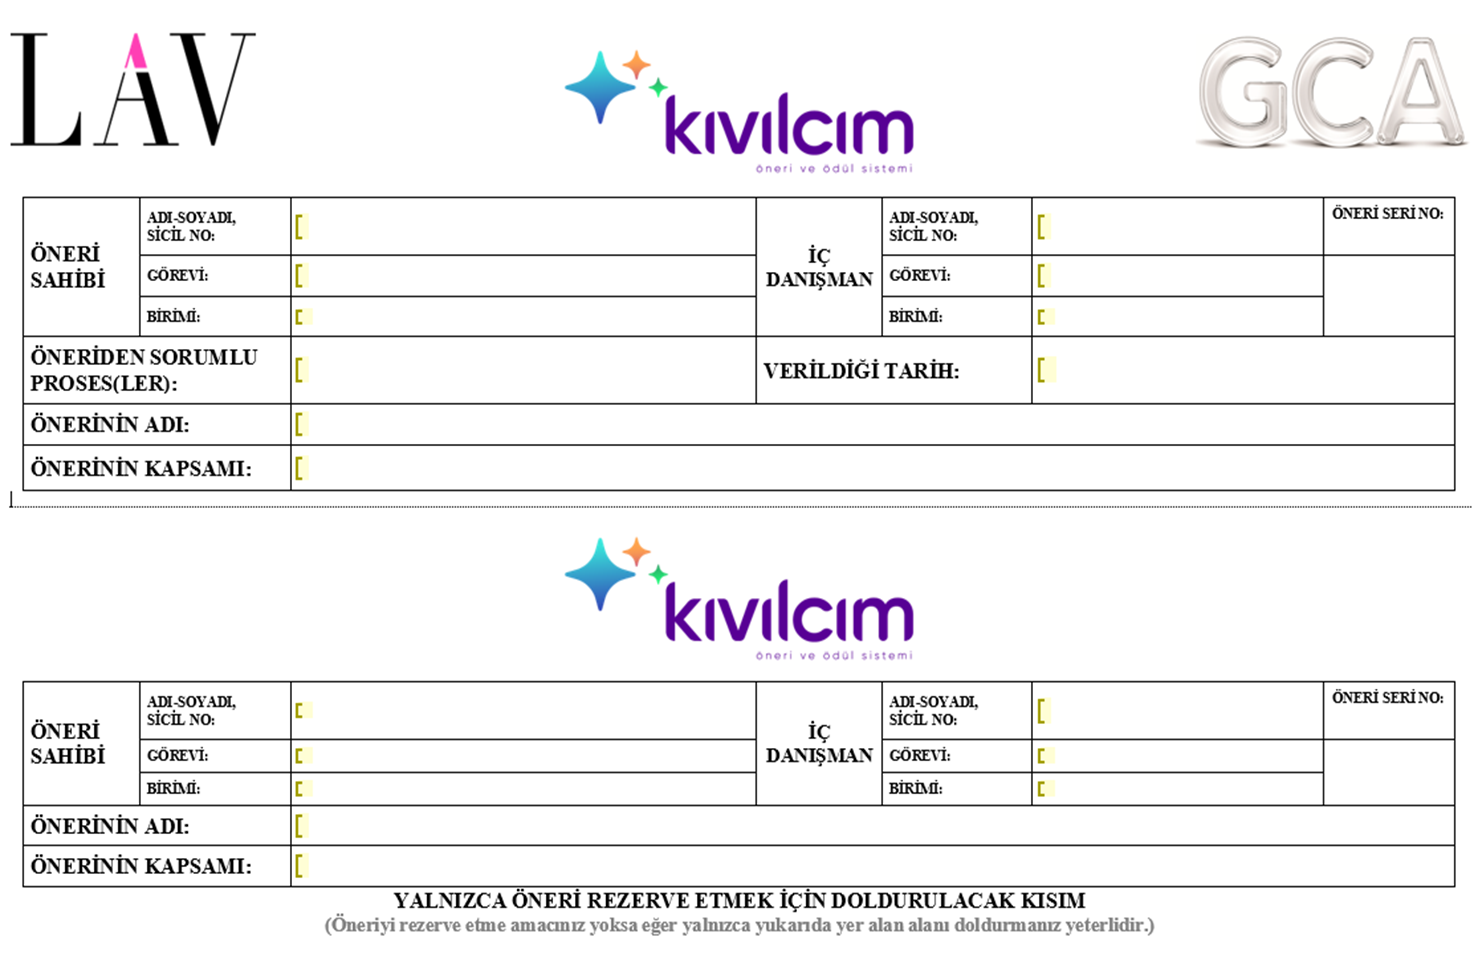 LAV
kıvılcım
öneri ve ödül sistemi
GCA
ÖNERİ
SAHİBİ
ADI-SOYADI,
SİCİL NO:
GÖREVİ:
BİRİMİ:
İÇ
DANIŞMAN
ADI-SOYADI,
SİCİL NO:
GÖREVİ:
BİRİMİ:
ÖNERİ SERİ NO:
ÖNERİDEN SORUMLU
PROSES(LER):
VERİLDİĞİ TARİH:
ÖNERİNİN ADI:
ÖNERİNİN KAPSAMI:
kıvılcım
öneri ve ödül sistemi
ÖNERİ
SAHİBİ
ADI-SOYADI,
SİCİL NO:
GÖREVİ:
BİRİMİ:
İÇ
DANIŞMAN
ADI-SOYADI,
SİCİL NO:
GÖREVİ:
BİRİMİ:
ÖNERİ SERİ NO:
ÖNERİNİN ADI:
ÖNERİNİN KAPSAMI:
YALNIZCA ÖNERİ REZERVE ETMEK İÇİN DOLDURULACAK KISIM
(Öneriyi rezerve etme amacınız yoksa eğer yalnızca yukarıda yer alan alanı doldurmanız yeterlidir.)